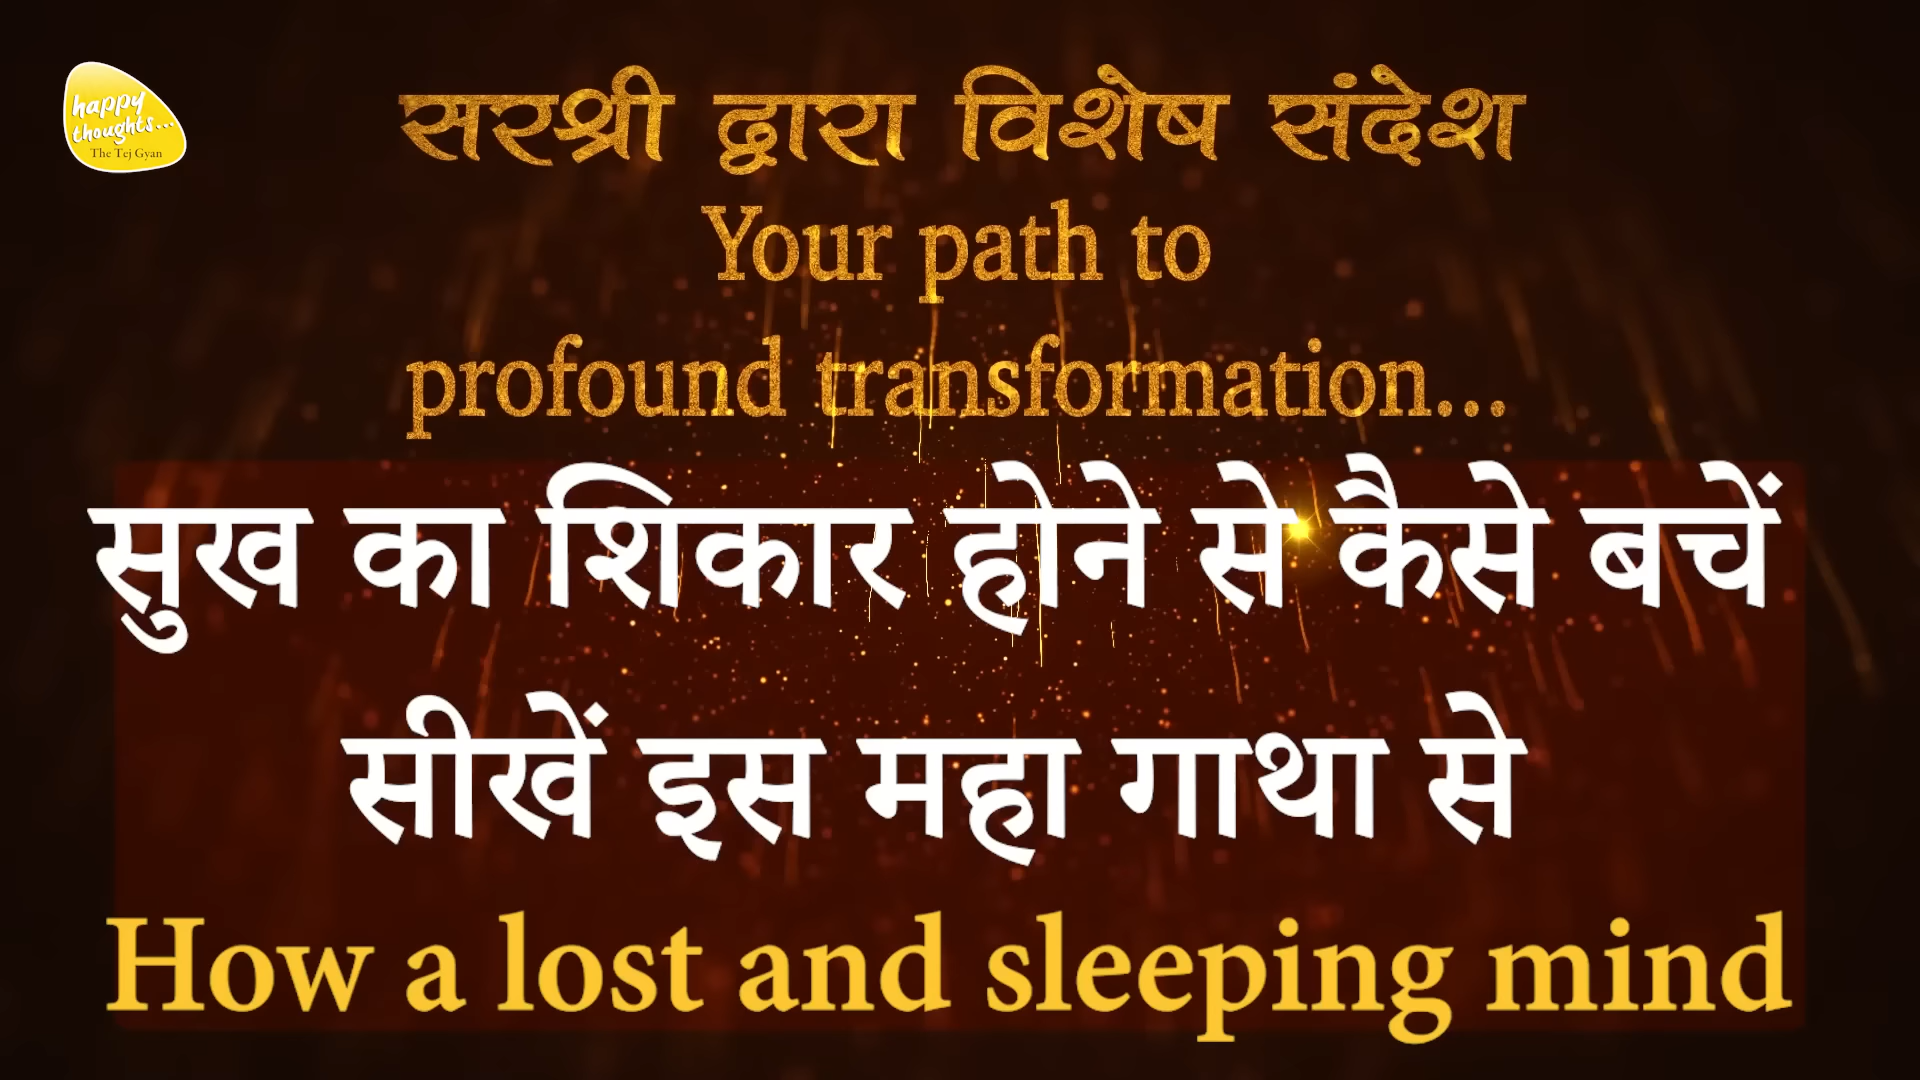 happy
thoughts...
The Tej Gyan
सरश्री द्वारा विशेष संदेश
Your path to
profound transformation...
सुख का शिकार होने से कैसे बचें
सीखें इस महा गाथा से
How a lost and sleeping mind